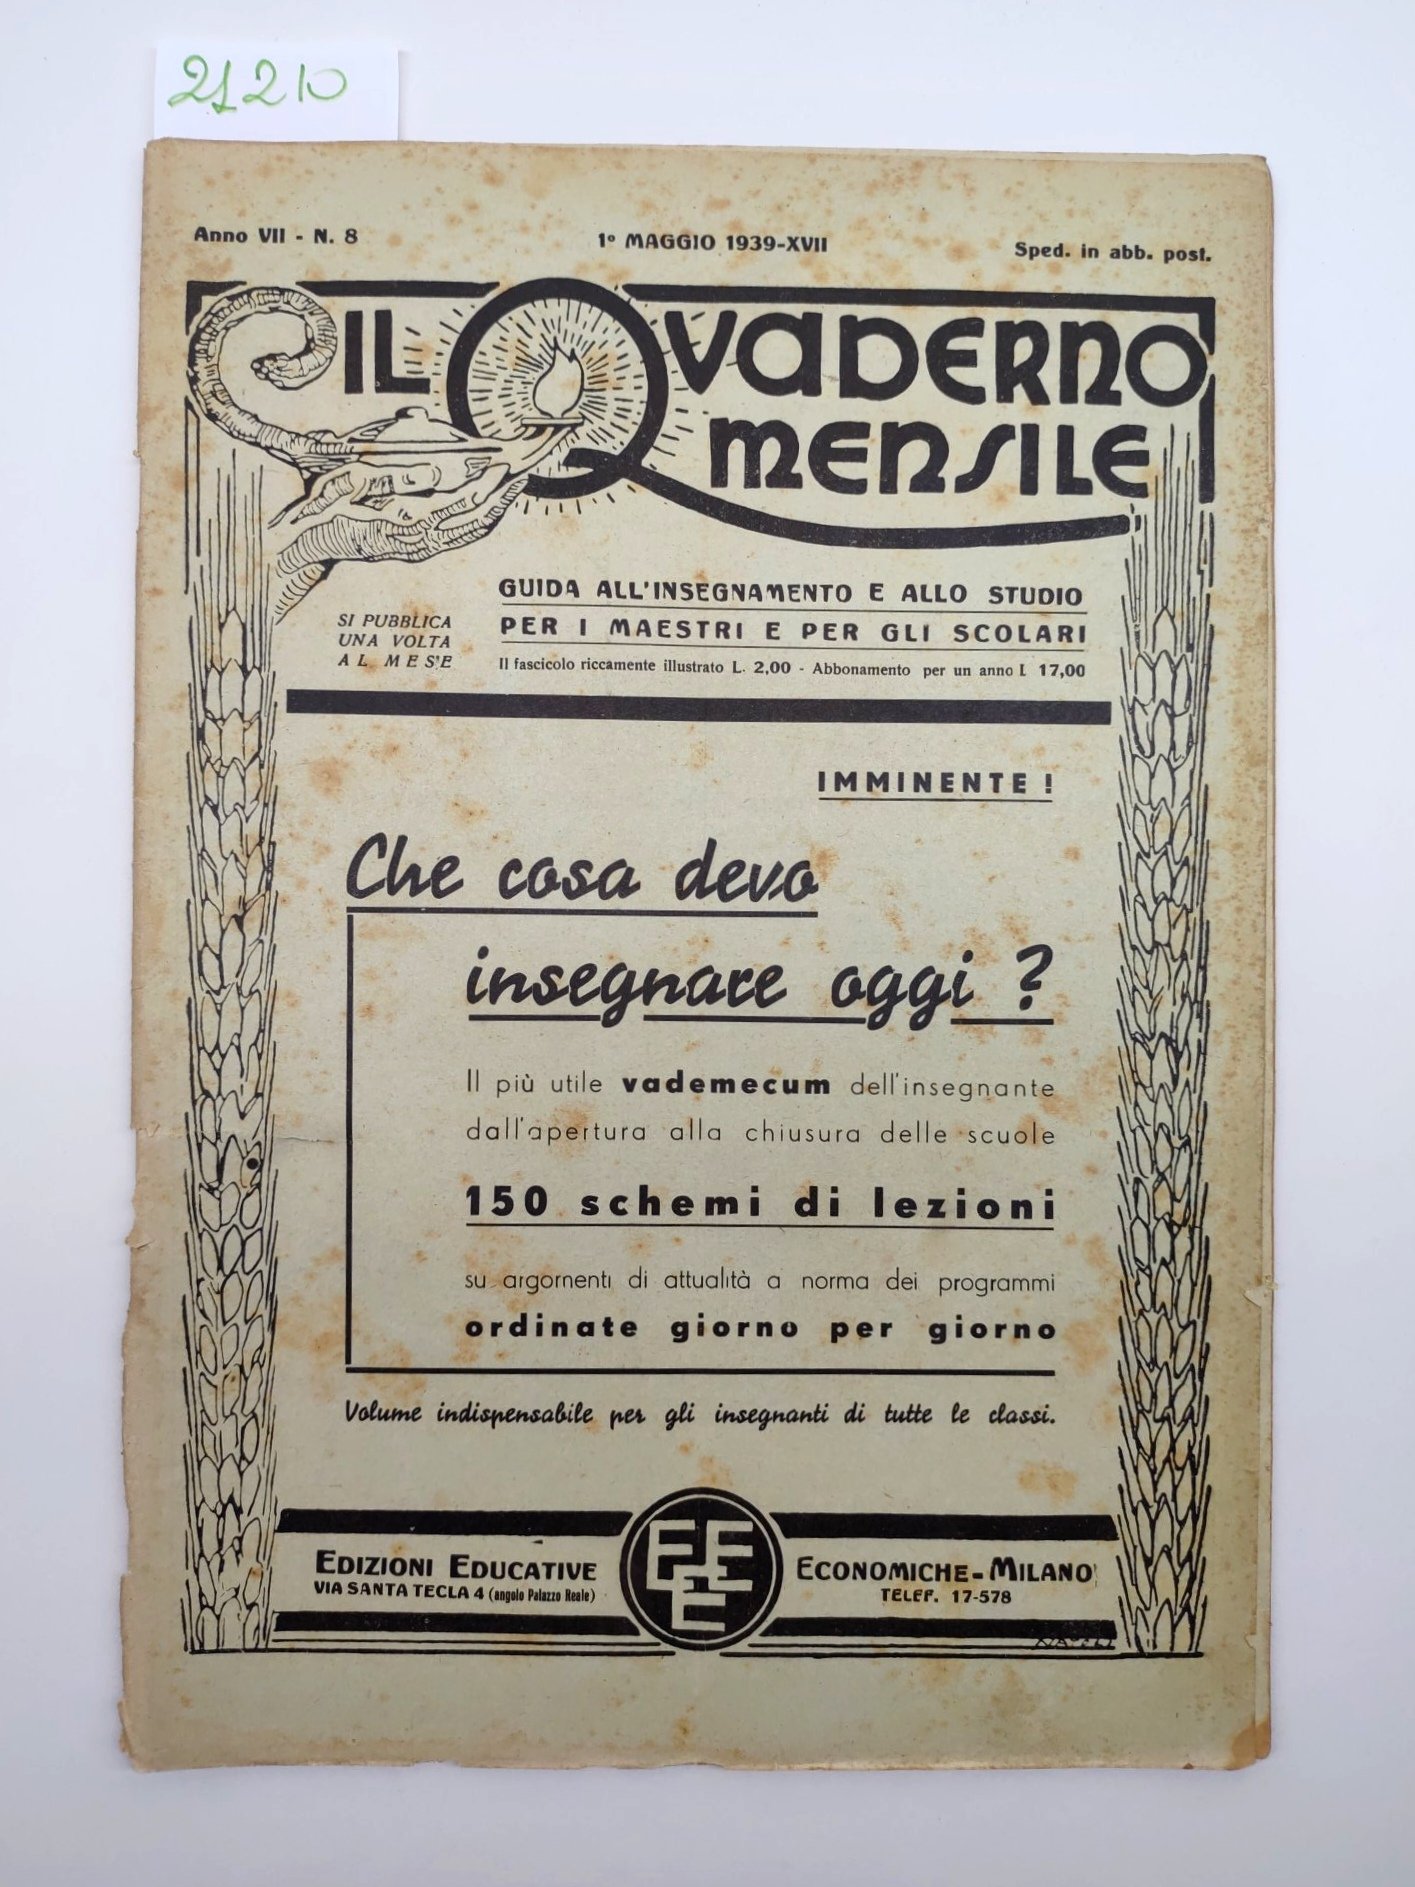 21210
Anno VII - N. 8
1º MAGGIO 1939-XVII
Sped. in abb. post.
IL QVADERNO
MENSILE
SI PUBBLICA
UNA VOLTA
AL MESE
GUIDA ALL'INSEGNAMENTO E ALLO STUDIO
PER I MAESTRI E PER GLI SCOLARI
Il fascicolo riccamente illustrato L. 2,00 - Abbonamento per un anno L 17,00
IMMINENTE !
Che cosa devo
insegnare oggi ?
Il più utile vademecum dell'insegnante
dall'apertura alla chiusura delle scuole
150 schemi di lezioni
su argomenti di attualità a norma dei programmi
ordinate giorno per giorno
Volume indispensabile per gli insegnanti di tutte le classi.
EDIZIONI EDUCATIVE
VIA SANTA TECLA 4 (angolo Palazzo Reale)
EEEE
ECONOMICHE - MILANO
TELEF. 17-578